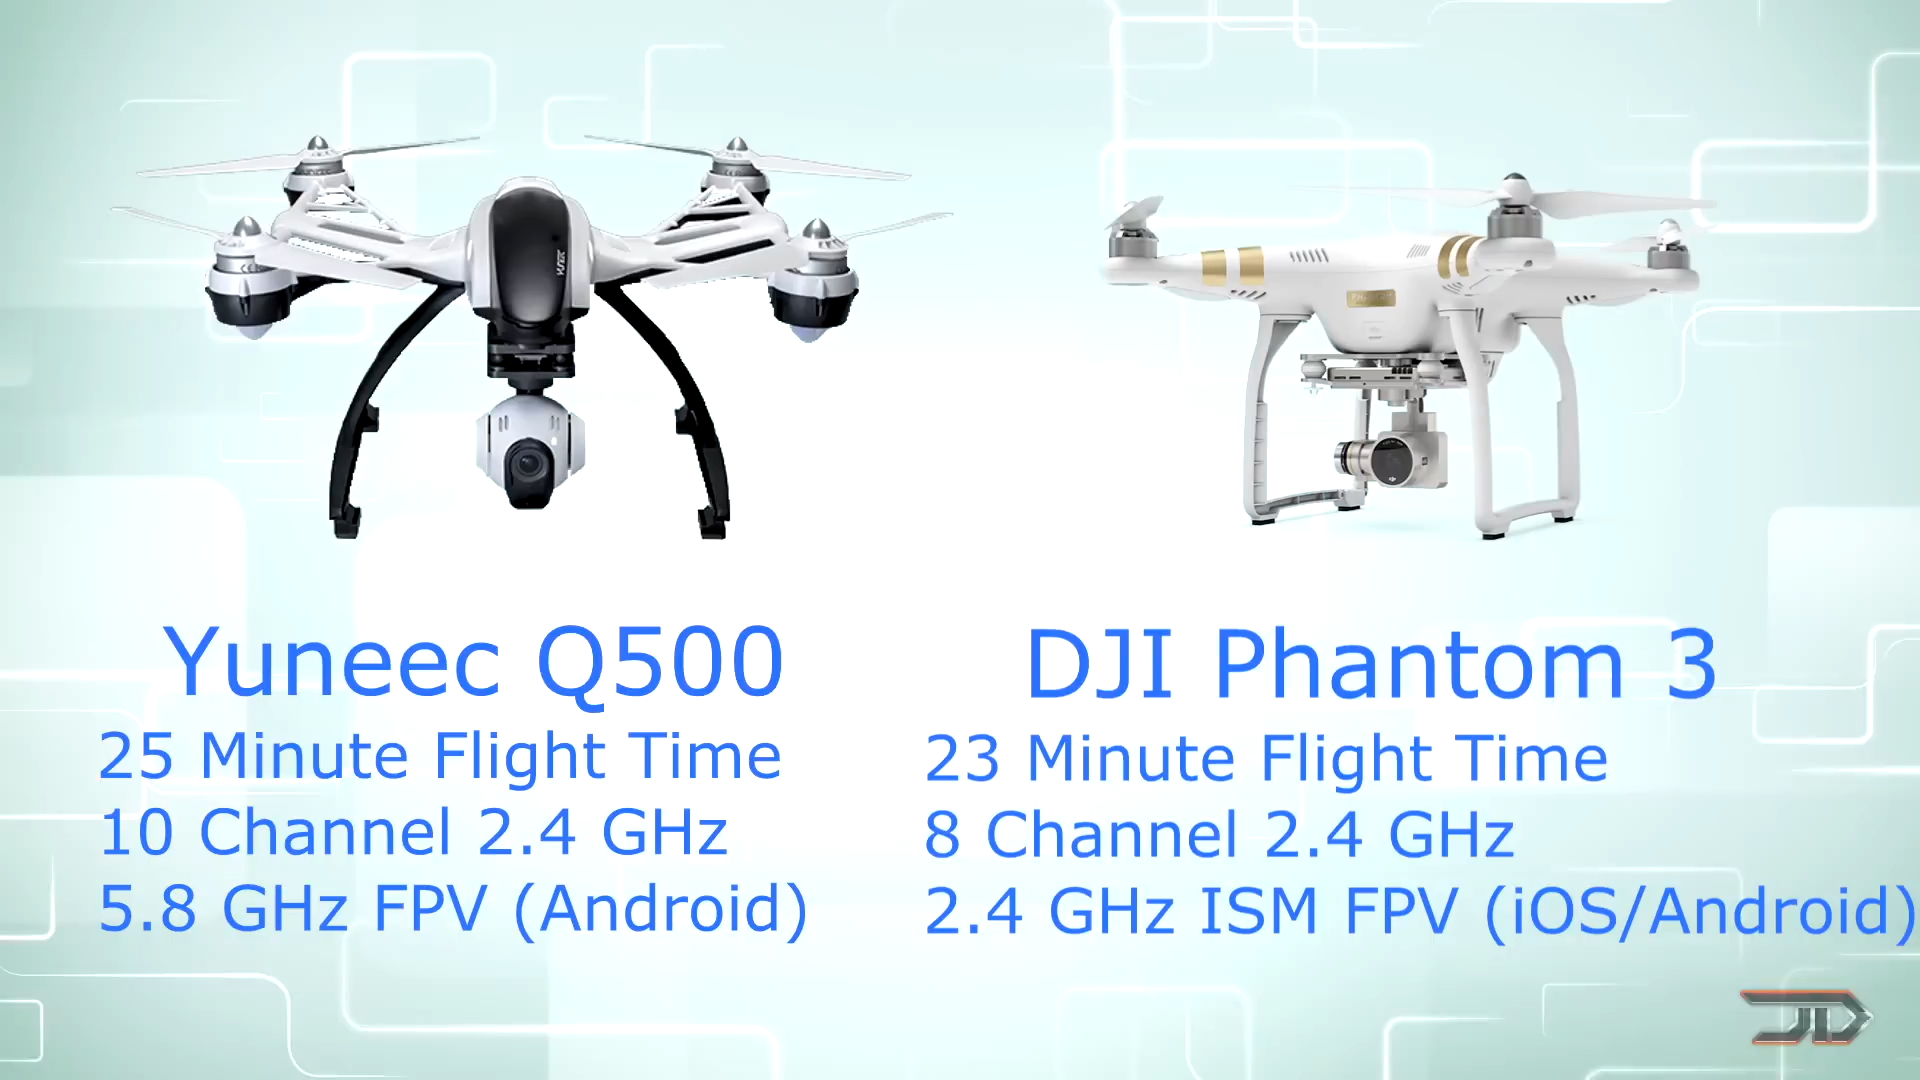 Yuneec Q500
25 Minute Flight Time
10 Channel 2.4 GHz
5.8 GHz FPV (Android)
DJI Phantom 3
23 Minute Flight Time
8 Channel 2.4 GHz
2.4 GHz ISM FPV (iOS/Android)